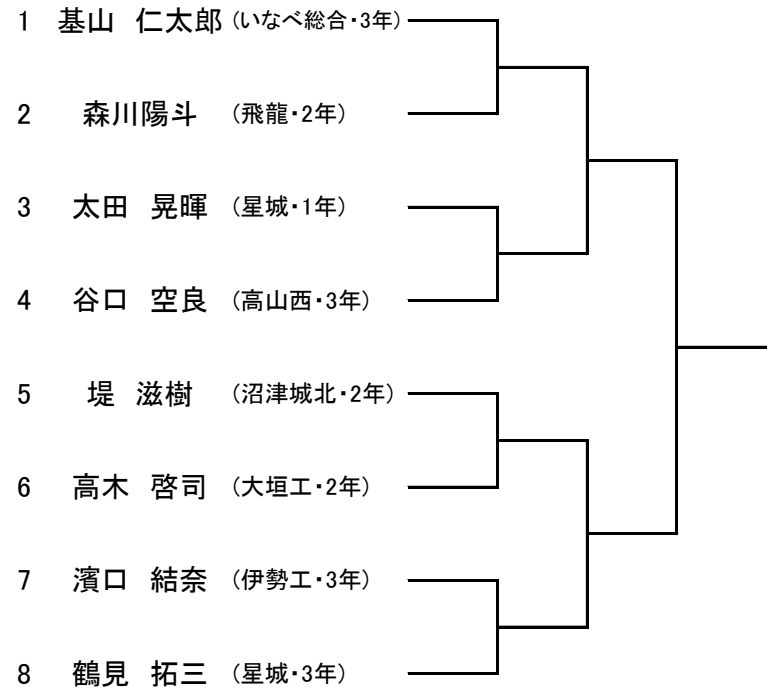 1 基山 仁太郎 (いなべ総合・3年)
2 森川陽斗 (飛龍・2年)
3 太田 晃暉 (星城・1年)
4 谷口 空良 (高山西・3年)
5 堤 滋樹 (沼津城北・2年)
6 高木 啓司 (大垣工・2年)
7 濱口 結奈 (伊勢工・3年)
8 鶴見 拓三 (星城・3年)